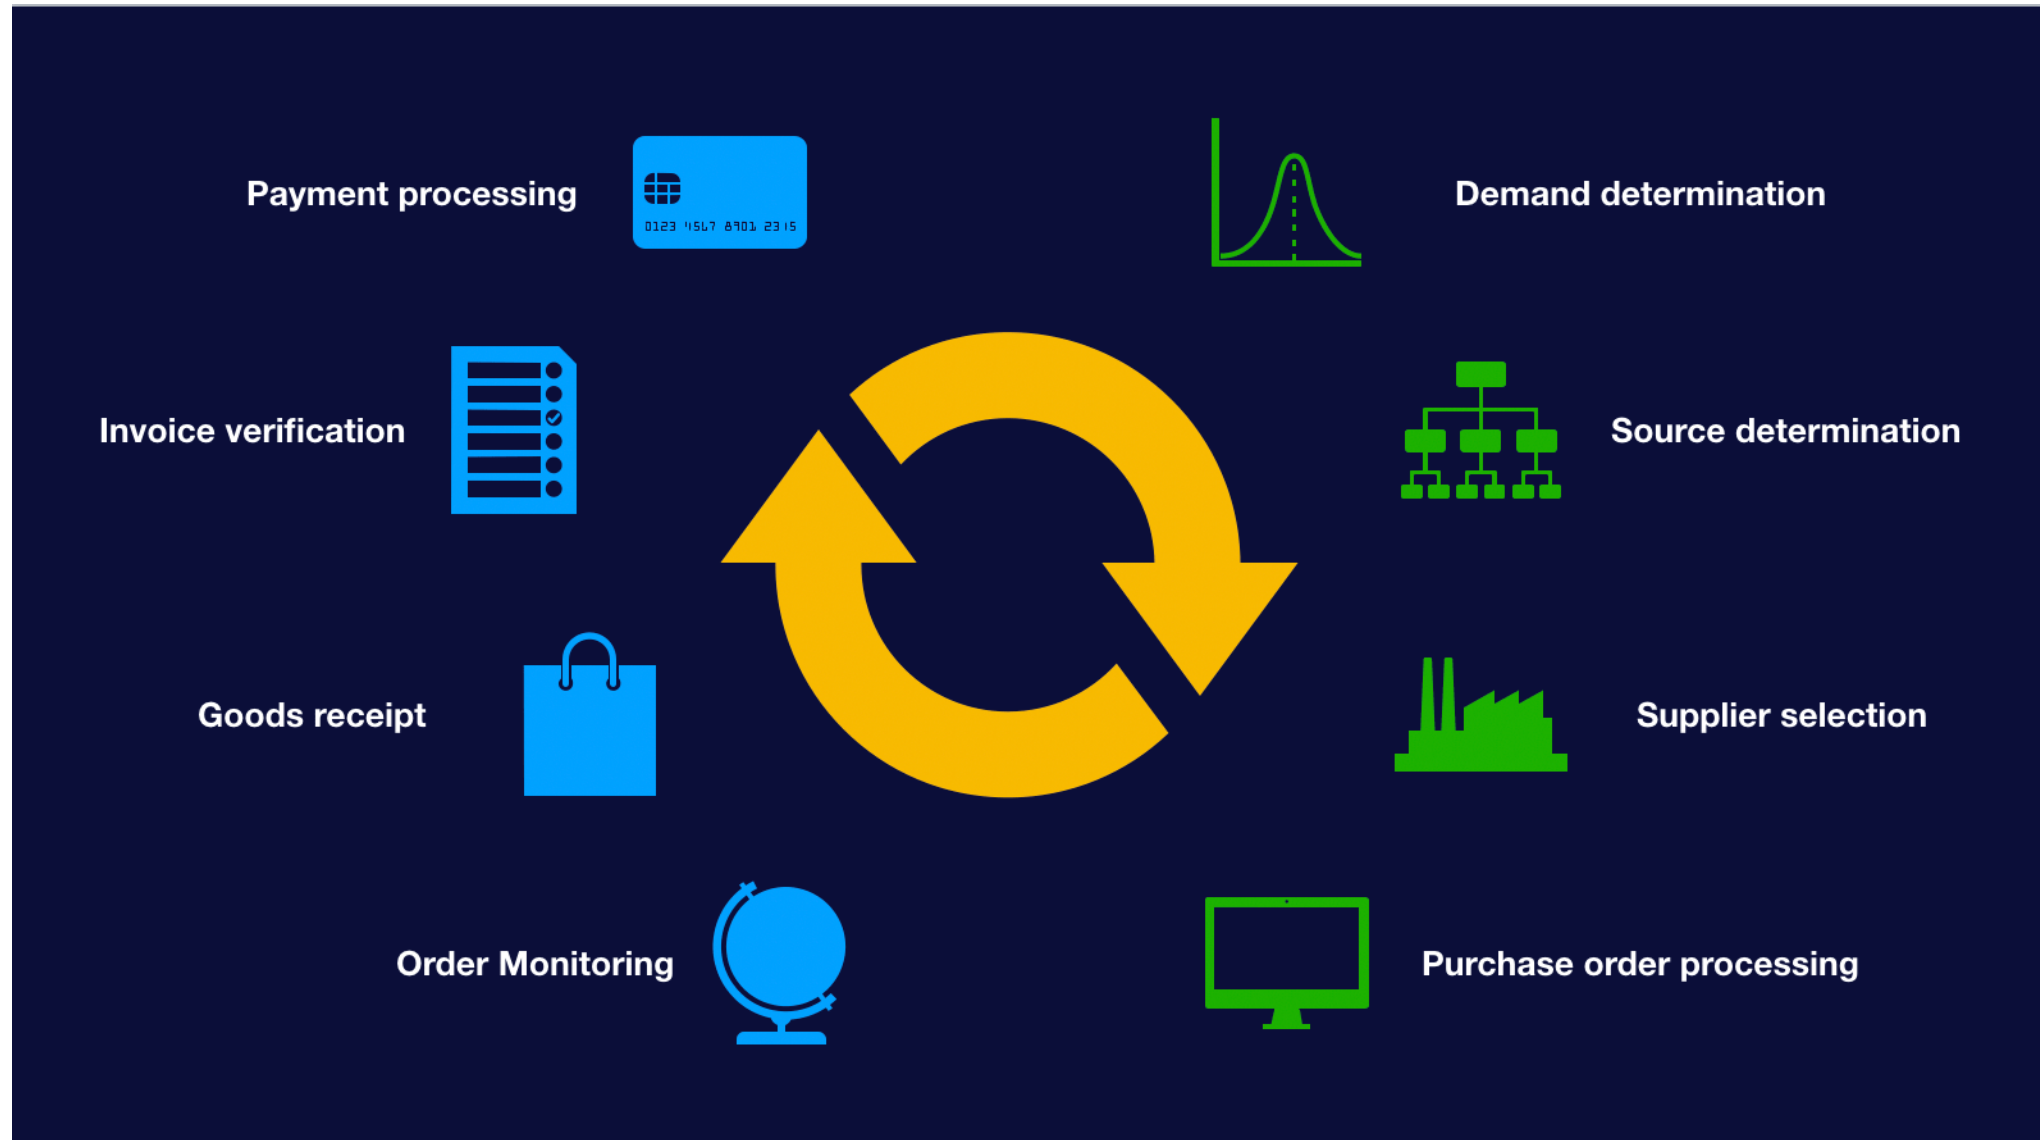 Payment processing
Demand determination
Invoice verification
Source determination
Goods receipt
Supplier selection
Order Monitoring
Purchase order processing